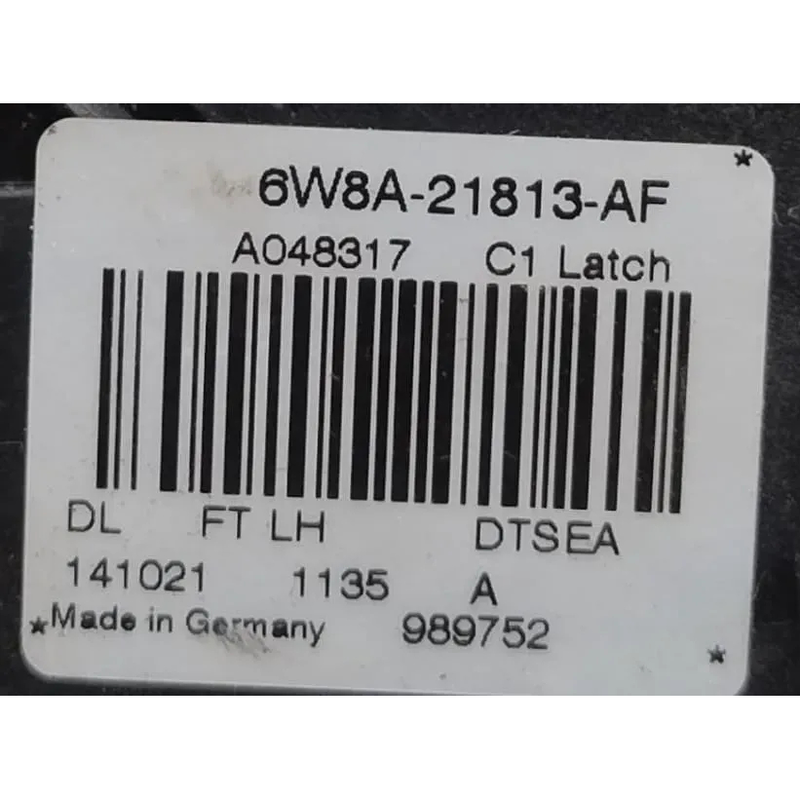 6W8A-21813-AF
A048317 C1 Latch
DL FT LH DTSEA
141021 1135 A
Made in Germany 989752